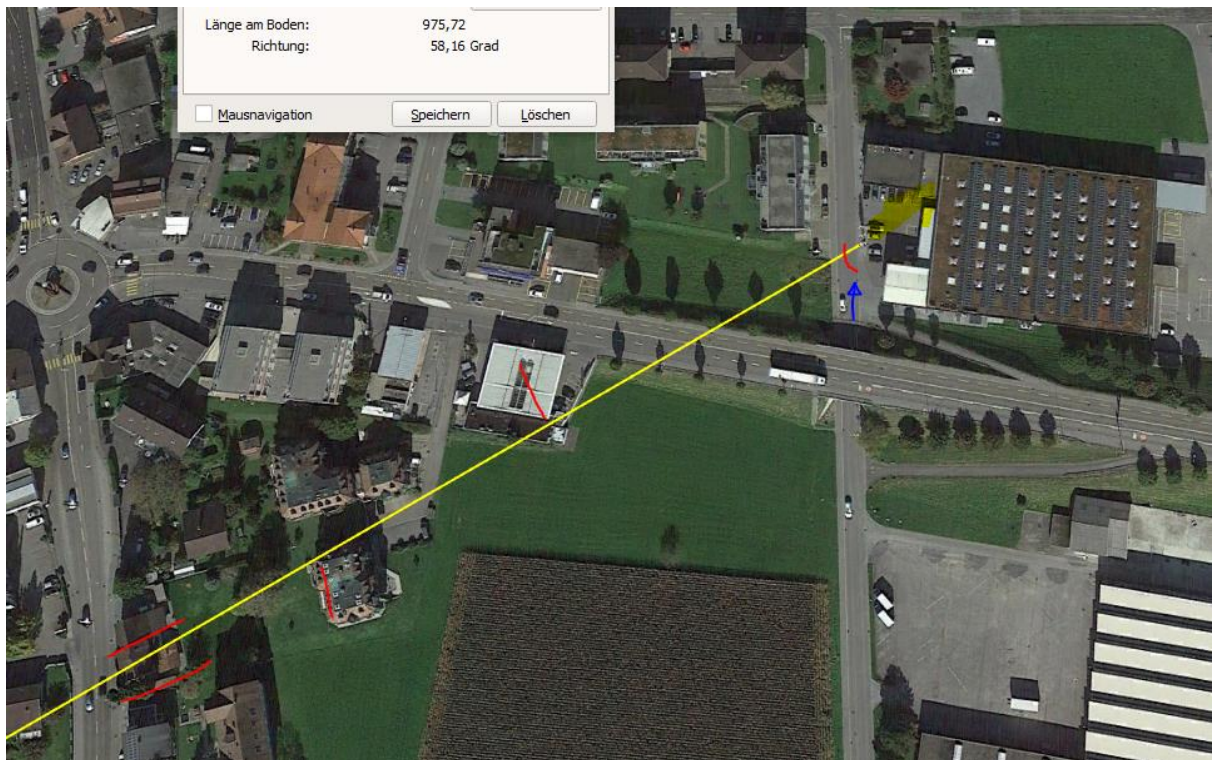 Länge am Boden: 975,72
Richtung: 58,16 Grad
Mausnavigation Speichern Löschen